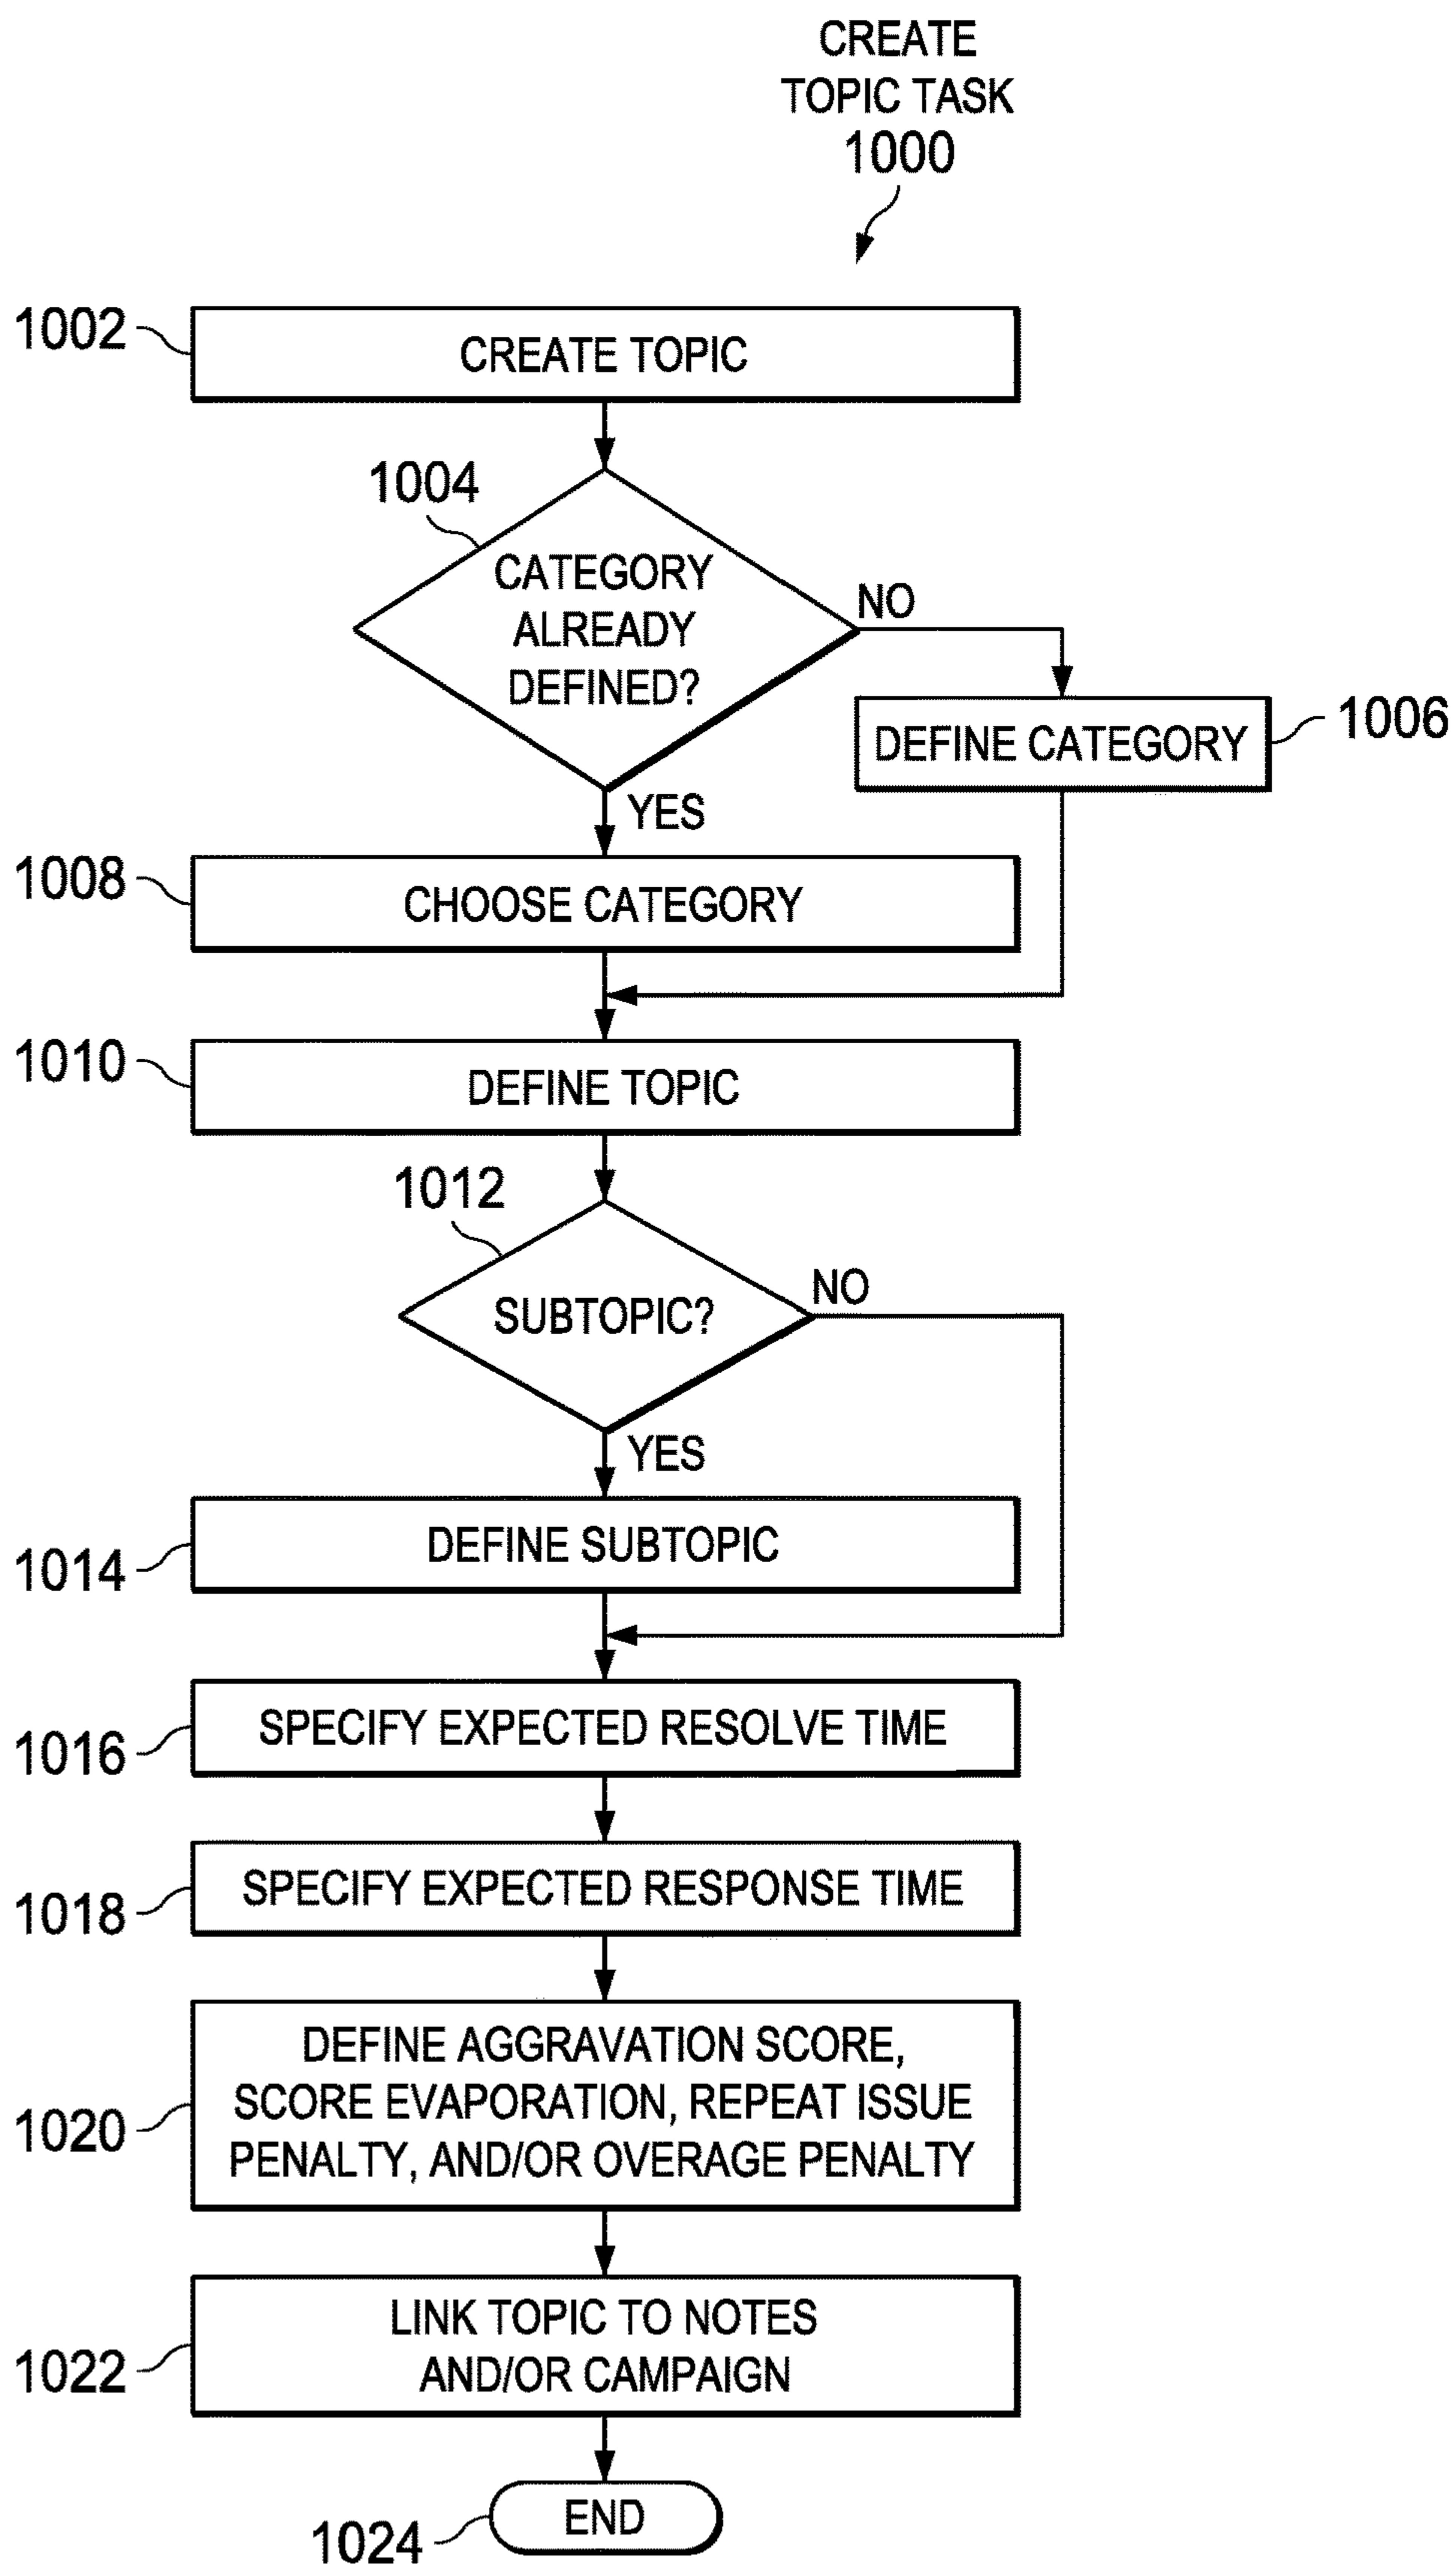 CREATE
TOPIC TASK
1000
1002
CREATE TOPIC
1004
CATEGORY
ALREADY
DEFINED?
NO
DEFINE CATEGORY
1006
YES
1008
CHOOSE CATEGORY
1010
DEFINE TOPIC
1012
SUBTOPIC?
NO
YES
DEFINE SUBTOPIC
1014
SPECIFY EXPECTED RESOLVE TIME
1016
SPECIFY EXPECTED RESPONSE TIME
1018
DEFINE AGGRAVATION SCORE,
SCORE EVAPORATION, REPEAT ISSUE
PENALTY, AND/OR OVERAGE PENALTY
1020
LINK TOPIC TO NOTES
AND/OR CAMPAIGN
1022
END
1024